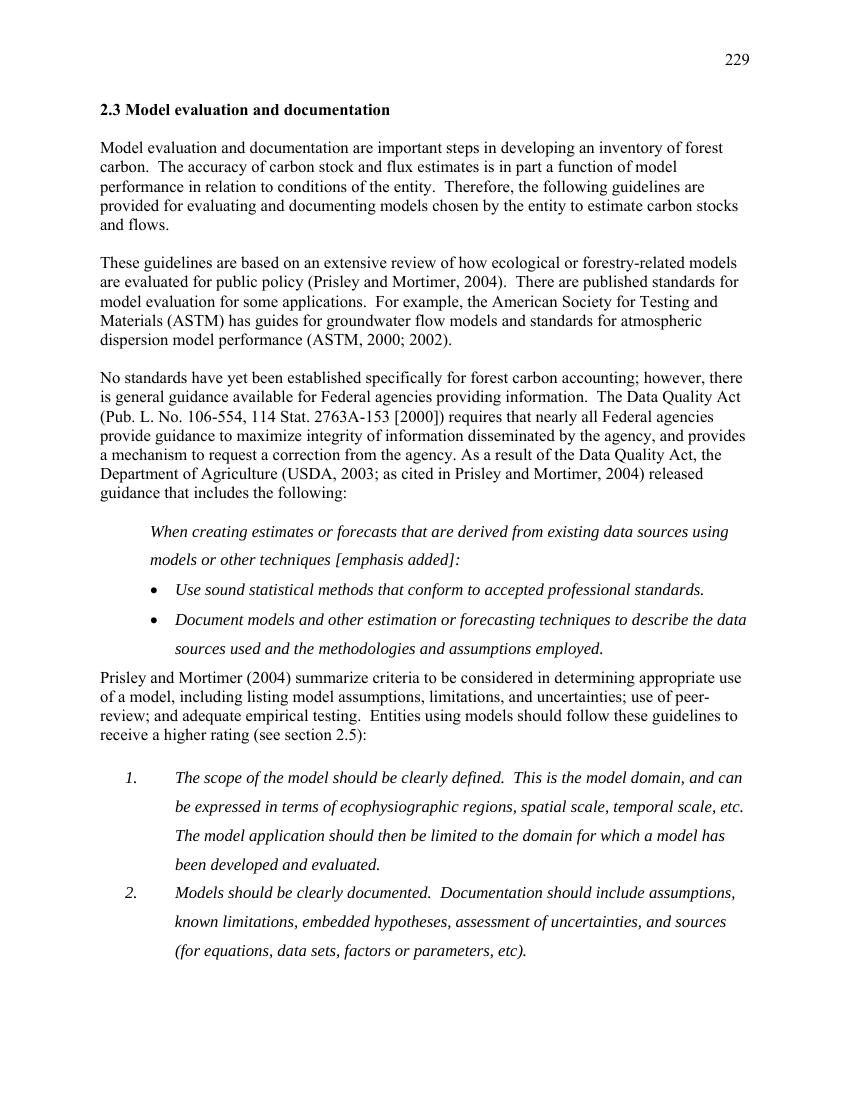 229
2.3 Model evaluation and documentation
Model evaluation and documentation are important steps in developing an inventory of forest
carbon.  The accuracy of carbon stock and flux estimates is in part a function of model
performance in relation to conditions of the entity.  Therefore, the following guidelines are
provided for evaluating and documenting models chosen by the entity to estimate carbon stocks
and flows.
These guidelines are based on an extensive review of how ecological or forestry-related models
are evaluated for public policy (Prisley and Mortimer, 2004).  There are published standards for
model evaluation for some applications.  For example, the American Society for Testing and
Materials (ASTM) has guides for groundwater flow models and standards for atmospheric
dispersion model performance (ASTM, 2000; 2002).
No standards have yet been established specifically for forest carbon accounting; however, there
is general guidance available for Federal agencies providing information.  The Data Quality Act
(Pub. L. No. 106-554, 114 Stat. 2763A-153 [2000]) requires that nearly all Federal agencies
provide guidance to maximize integrity of information disseminated by the agency, and provides
a mechanism to request a correction from the agency. As a result of the Data Quality Act, the
Department of Agriculture (USDA, 2003; as cited in Prisley and Mortimer, 2004) released
guidance that includes the following:
When creating estimates or forecasts that are derived from existing data sources using
models or other techniques [emphasis added]:
• Use sound statistical methods that conform to accepted professional standards.
• Document models and other estimation or forecasting techniques to describe the data
sources used and the methodologies and assumptions employed.
Prisley and Mortimer (2004) summarize criteria to be considered in determining appropriate use
of a model, including listing model assumptions, limitations, and uncertainties; use of peer-
review; and adequate empirical testing.  Entities using models should follow these guidelines to
receive a higher rating (see section 2.5):
1. The scope of the model should be clearly defined.  This is the model domain, and can
be expressed in terms of ecophysiographic regions, spatial scale, temporal scale, etc.
The model application should then be limited to the domain for which a model has
been developed and evaluated.
2. Models should be clearly documented.  Documentation should include assumptions,
known limitations, embedded hypotheses, assessment of uncertainties, and sources
(for equations, data sets, factors or parameters, etc).